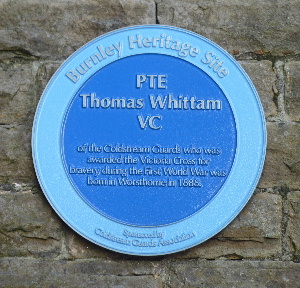 Burnley Heritage Site
PTE
Thomas Whittam
VC
of the Coldstream Guards who was
awarded the Victoria Cross for
bravery during the First World War, was
born in Worsthorne in 1888.
Sponsored by
Coldstream Guards Association